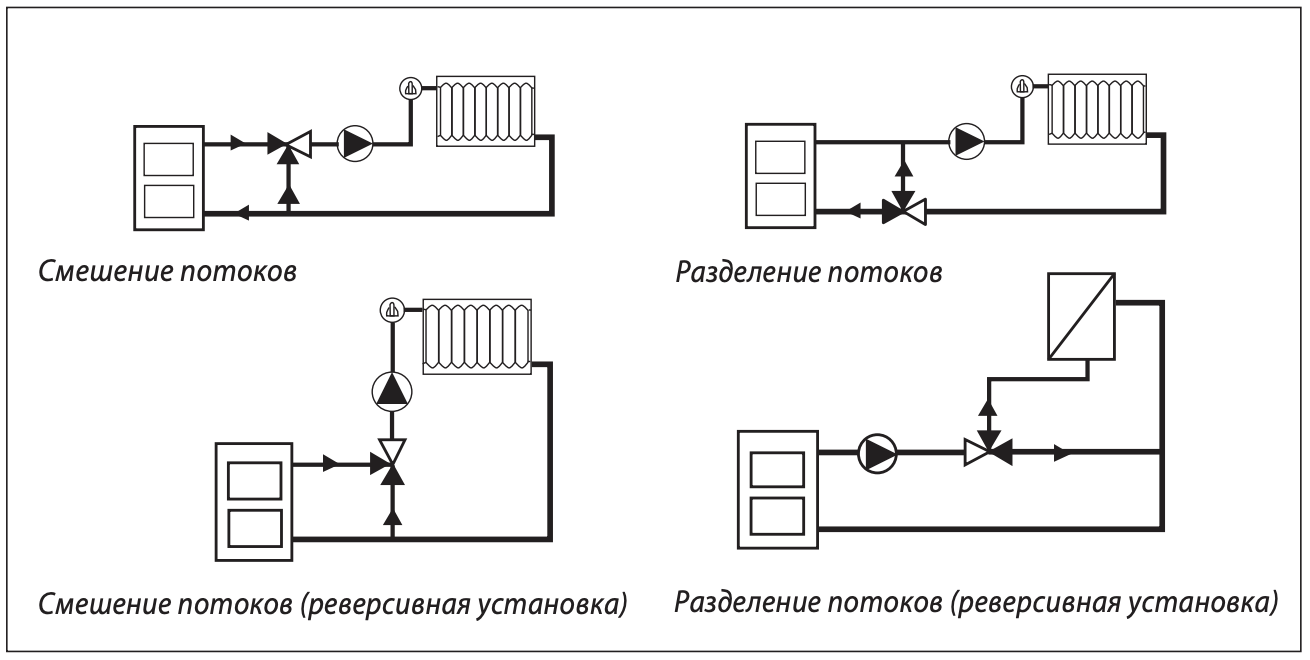 Смешение потоков
Разделение потоков
Смешение потоков (реверсивная установка)
Разделение потоков (реверсивная установка)